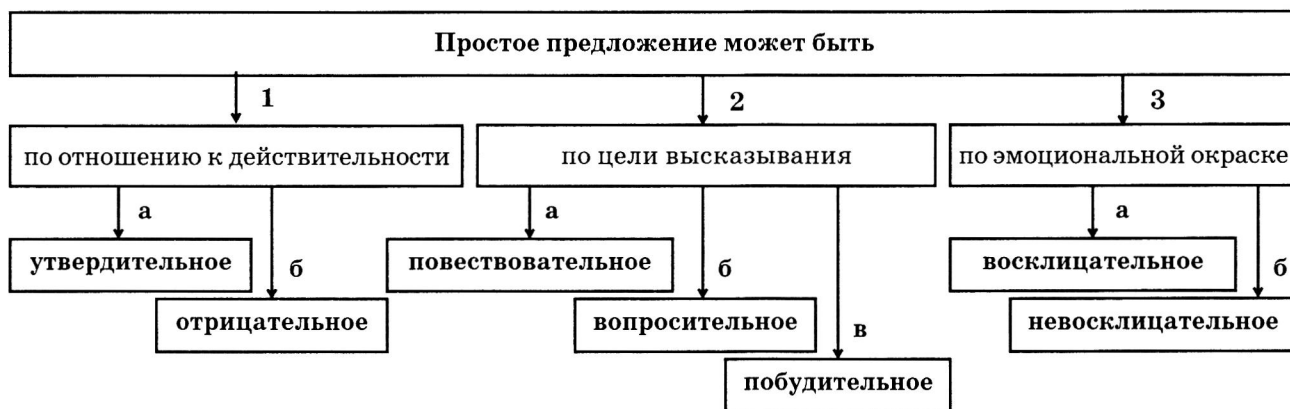 Простое предложение может быть
1 2 3
по отношению к действительности по цели высказывания по эмоциональной окраске
а б а б в а б
утвердительное повествовательное восклицательное
отрицательное вопросительное невосклицательное
побудительное